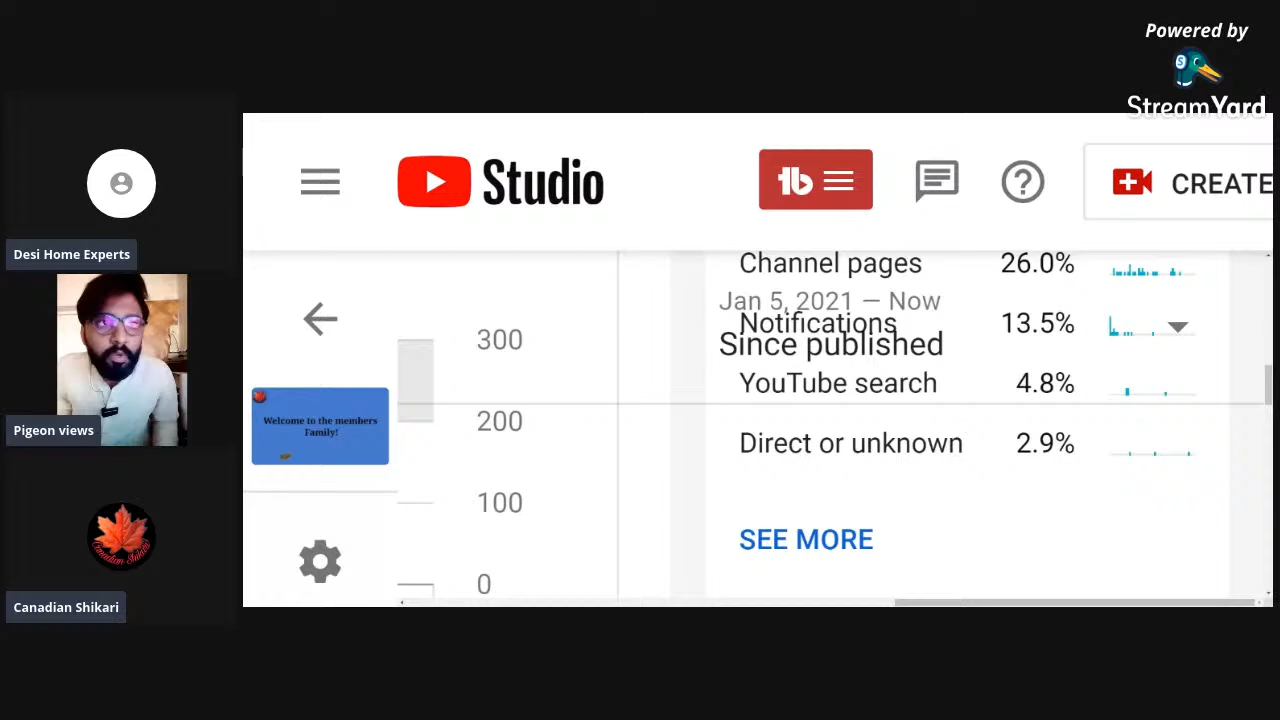 Powered by
StreamYard
Desi Home Experts
Pigeon views
Canadian Shikari
Studio
CREATE
Welcome to the members
Family!
300
200
100
0
Channel pages 26.0%
Jan 5, 2021 — Now
Notifications 13.5%
Since published
YouTube search 4.8%
Direct or unknown 2.9%
SEE MORE